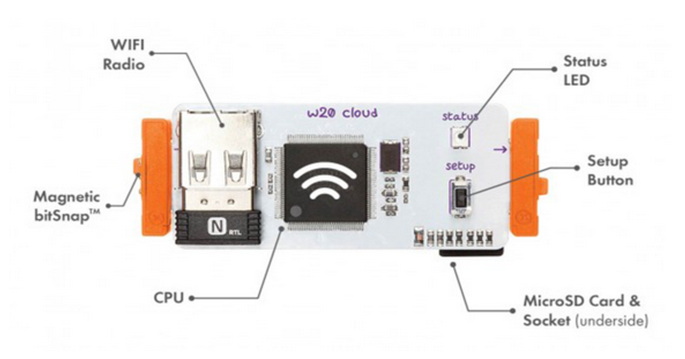 WIFI
Radio
Status
LED
w20 cloud
status
setup
Setup
Button
Magnetic
bitSnap™
N RTL
CPU
MicroSD Card &
Socket (underside)